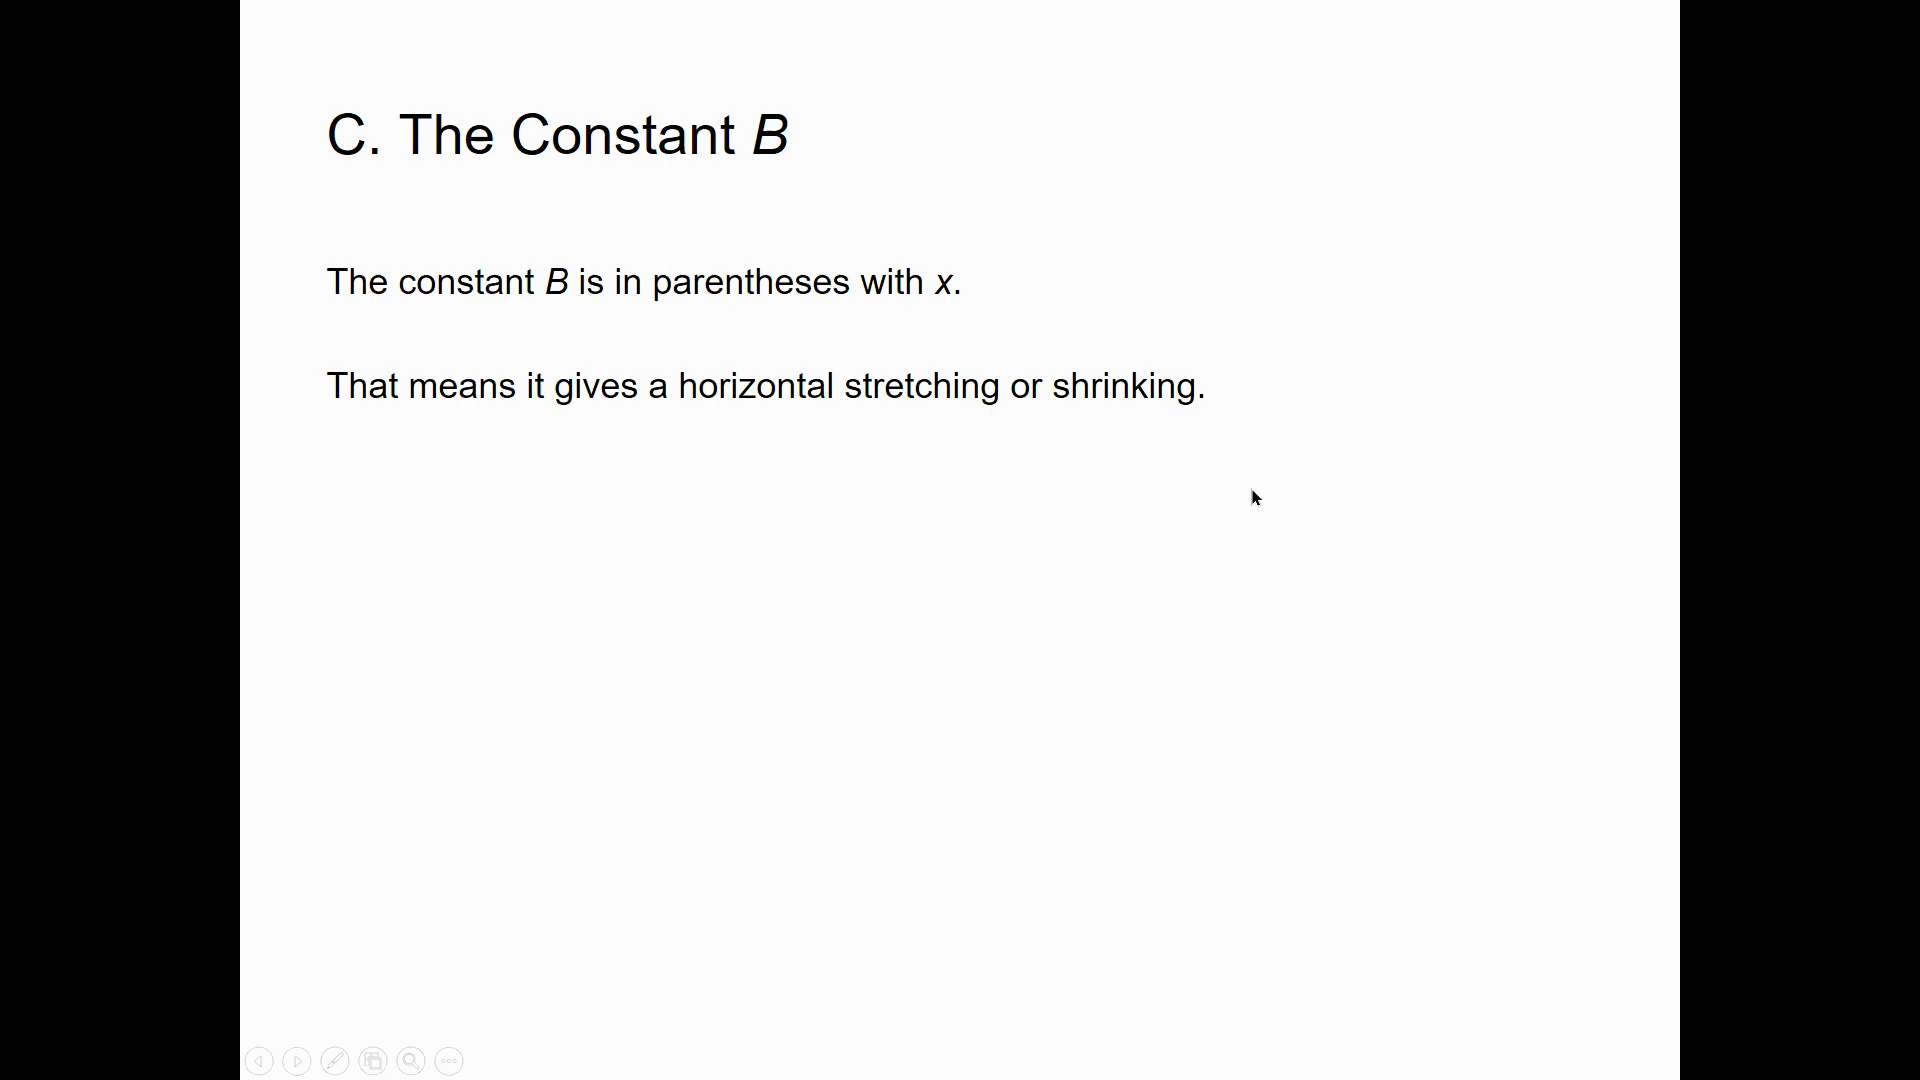 C. The Constant B
The constant B is in parentheses with x.
That means it gives a horizontal stretching or shrinking.